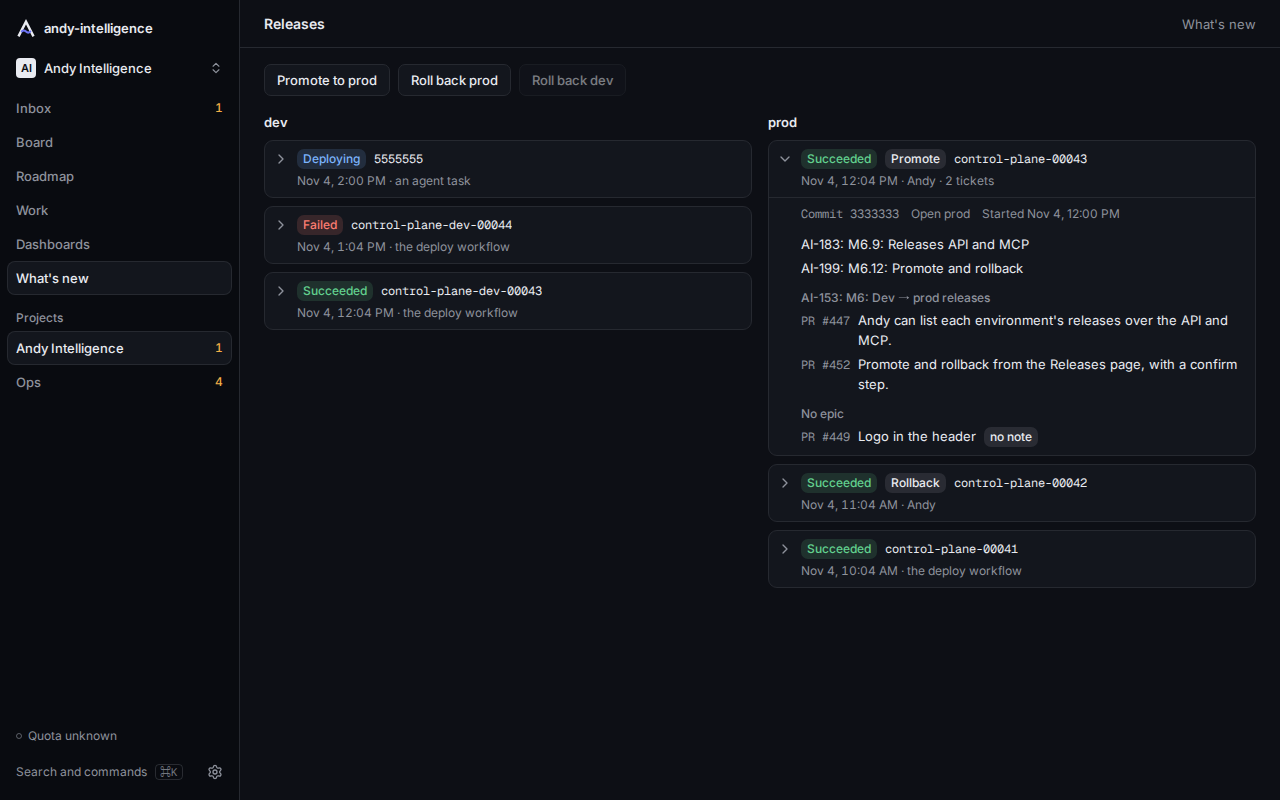 andy-intelligence
AI Andy Intelligence
Inbox 1
Board
Roadmap
Work
Dashboards
What's new
Projects
Andy Intelligence 1
Ops 4
Quota unknown
Search and commands ⌘K
Releases
What's new
Promote to prod
Roll back prod
Roll back dev
dev
Deploying 5555555
Nov 4, 2:00 PM · an agent task
Failed control-plane-dev-00044
Nov 4, 1:04 PM · the deploy workflow
Succeeded control-plane-dev-00043
Nov 4, 12:04 PM · the deploy workflow
prod
Succeeded Promote control-plane-00043
Nov 4, 12:04 PM · Andy · 2 tickets
Commit 3333333 Open prod Started Nov 4, 12:00 PM
AI-183: M6.9: Releases API and MCP
AI-199: M6.12: Promote and rollback
AI-153: M6: Dev → prod releases
PR #447 Andy can list each environment's releases over the API and
MCP.
PR #452 Promote and rollback from the Releases page, with a confirm
step.
No epic
PR #449 Logo in the header no note
Succeeded Rollback control-plane-00042
Nov 4, 11:04 AM · Andy
Succeeded control-plane-00041
Nov 4, 10:04 AM · the deploy workflow